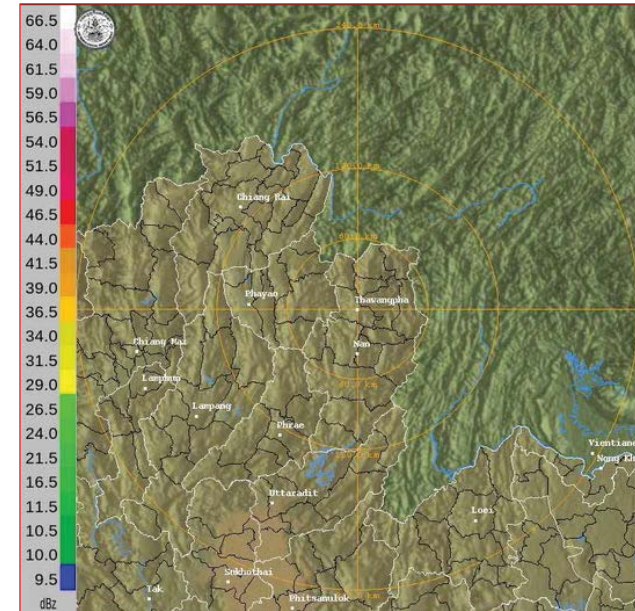 66.5
64.0
61.5
59.0
56.5
54.0
51.5
49.0
46.5
44.0
41.5
39.0
36.5
34.0
31.5
29.0
26.5
24.0
21.5
16.5
11.5
10.5
10.0
9.5
dBz
Chiang Rai
Phayao
Thawangpha
Chiang Mai
Nan
Lamphun
Lampang
Phrae
Vientiane
Nong Kh
Uttaradit
Loei
Sukhothai
Tak
Phitsanulok